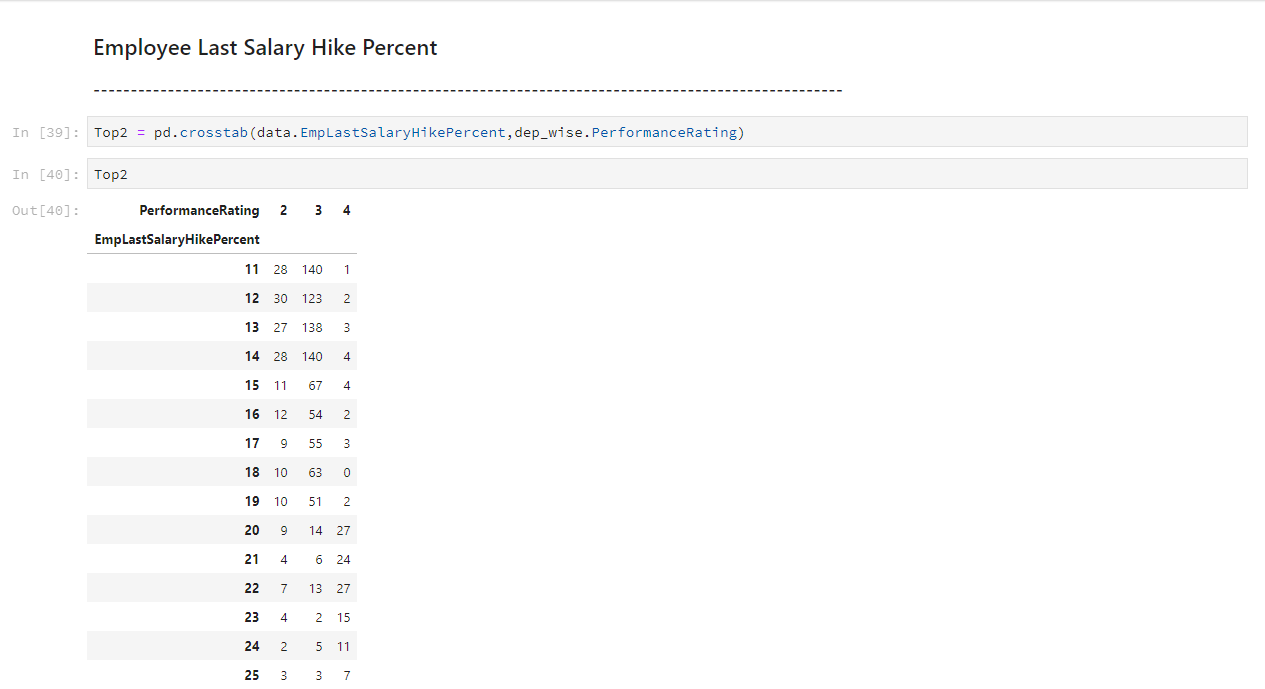 Employee Last Salary Hike Percent
-----------------------------------------------------------------------------------------------------
In [39]: Top2 = pd.crosstab(data.EmpLastSalaryHikePercent,dep_wise.PerformanceRating)
In [40]: Top2
Out[40]: PerformanceRating 2 3 4
EmpLastSalaryHikePercent
11 28 140 1
12 30 123 2
13 27 138 3
14 28 140 4
15 11 67 4
16 12 54 2
17 9 55 3
18 10 63 0
19 10 51 2
20 9 14 27
21 4 6 24
22 7 13 27
23 4 2 15
24 2 5 11
25 3 3 7